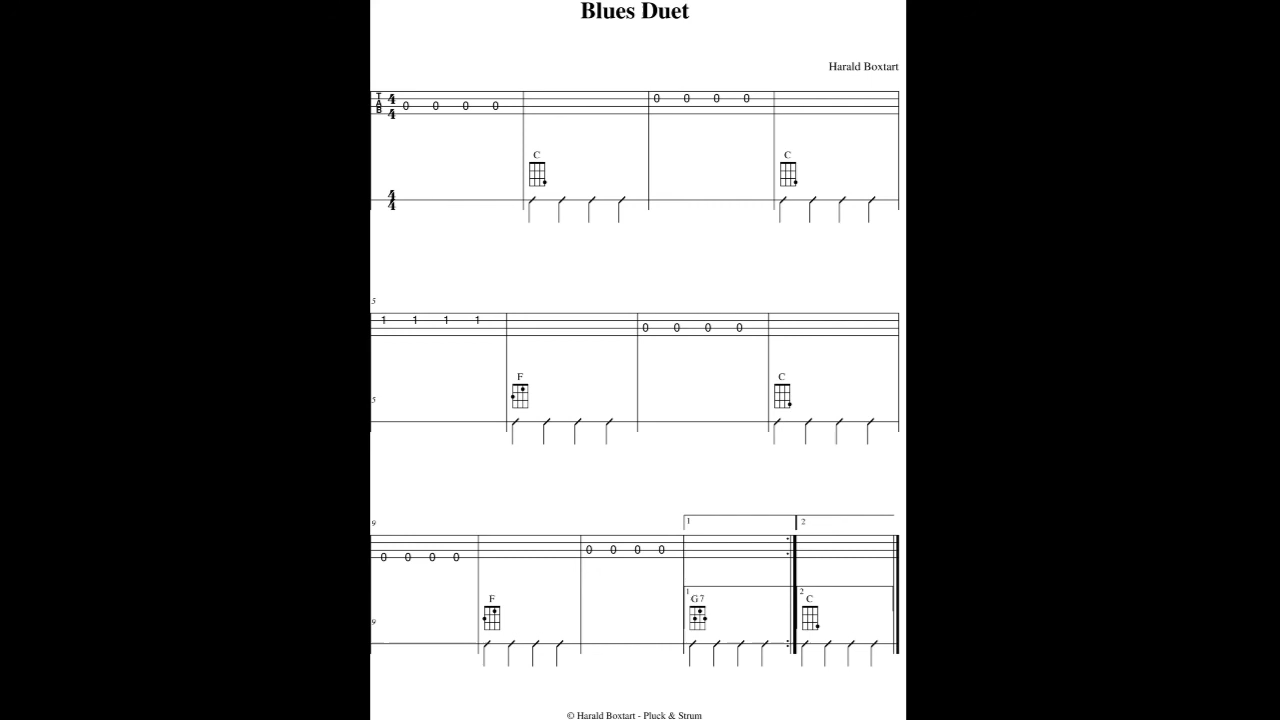 Blues Duet
Harald Boxtart
T A B 4 4 0 0 0 0 0 0 0 0
C C
4 4
5
1 1 1 1 0 0 0 0
F C
5
9 1 2
0 0 0 0 0 0 0 0
1 2
F G7 C
9
© Harald Boxtart - Pluck & Strum